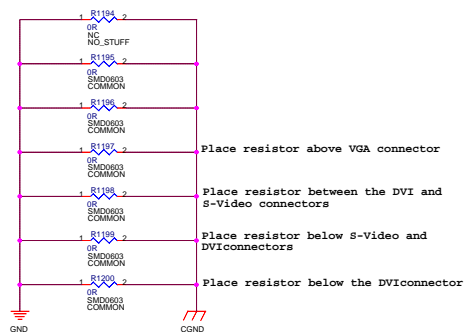 R1194
1 2
0R
NC
NO_STUFF
R1195
1 2
0R
SMD0603
COMMON
R1196
1 2
0R
SMD0603
COMMON
R1197
1 2
Place resistor above VGA connector
0R
SMD0603
COMMON
R1198
1 2
Place resistor between the DVI and
S-Video connectors
0R
SMD0603
COMMON
R1199
1 2
Place resistor below S-Video and
DVIconnectors
0R
SMD0603
COMMON
R1200
1 2
Place resistor below the DVIconnector
0R
SMD0603
COMMON
GND
CGND